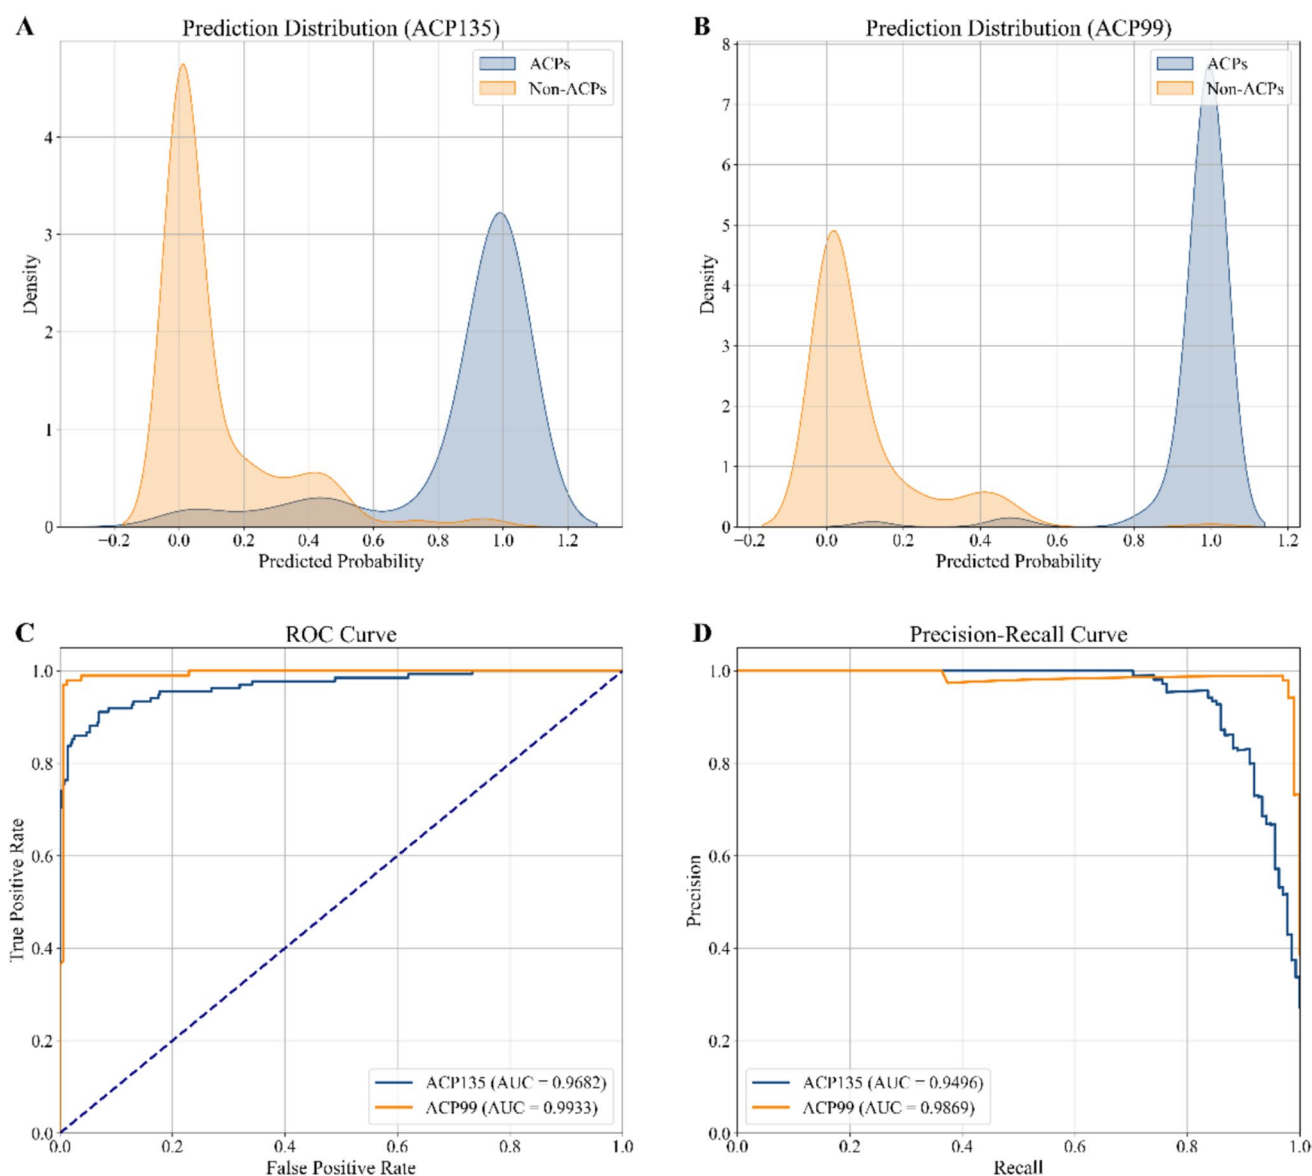 A
Prediction Distribution (ACP135)
ACPs
Non-ACPs
Density
4
3
2
1
0
−0.2 0.0 0.2 0.4 0.6 0.8 1.0 1.2
Predicted Probability
B
Prediction Distribution (ACP99)
ACPs
Non-ACPs
Density
8
7
6
5
4
3
2
1
0
−0.2 0.0 0.2 0.4 0.6 0.8 1.0 1.2
Predicted Probability
C
ROC Curve
True Positive Rate
1.0
0.8
0.6
0.4
0.2
0.0
ACP135 (AUC = 0.9682)
ACP99 (AUC = 0.9933)
0.0 0.2 0.4 0.6 0.8 1.0
False Positive Rate
D
Precision-Recall Curve
Precision
1.0
0.8
0.6
0.4
0.2
0.0
ACP135 (AUC = 0.9496)
ACP99 (AUC = 0.9869)
0.0 0.2 0.4 0.6 0.8 1.0
Recall